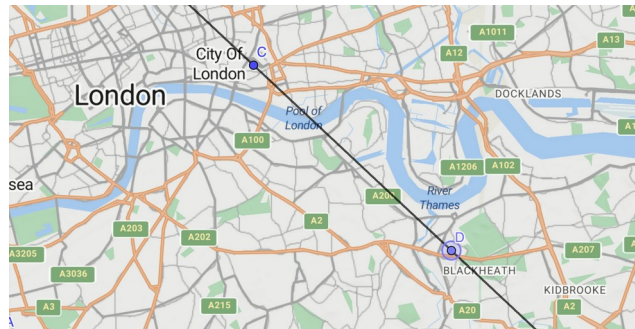 A1011
A13
A12
C
City Of
London
DOCKLANDS
London
Pool of
London
A100
A1206
A102
sea
A200
River
Thames
A2
A203
A202
D
A207
A3205
A3036
BLACKHEATH
KIDBROOKE
A215
A3
A20
A2
A